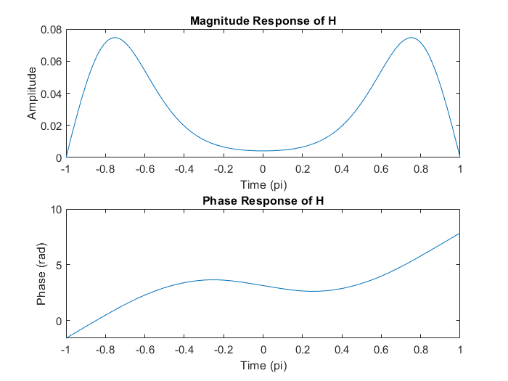 Magnitude Response of H
0.08
0.06
0.04
0.02
0
Amplitude
-1 -0.8 -0.6 -0.4 -0.2 0 0.2 0.4 0.6 0.8 1
Time (pi)
Phase Response of H
10
5
0
Phase (rad)
-1 -0.8 -0.6 -0.4 -0.2 0 0.2 0.4 0.6 0.8 1
Time (pi)